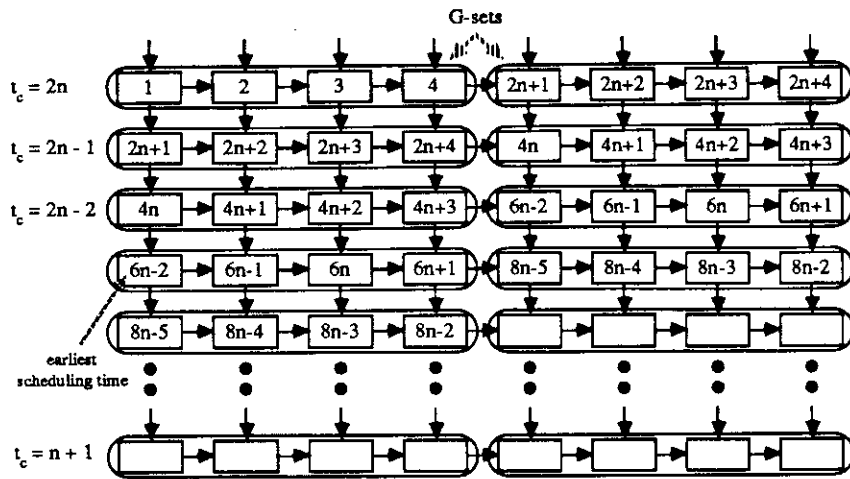 G-sets
t_c = 2n 1 2 3 4 2n+1 2n+2 2n+3 2n+4
t_c = 2n - 1 2n+1 2n+2 2n+3 2n+4 4n 4n+1 4n+2 4n+3
t_c = 2n - 2 4n 4n+1 4n+2 4n+3 6n-2 6n-1 6n 6n+1
6n-2 6n-1 6n 6n+1 8n-5 8n-4 8n-3 8n-2
8n-5 8n-4 8n-3 8n-2
earliest
scheduling time
t_c = n + 1